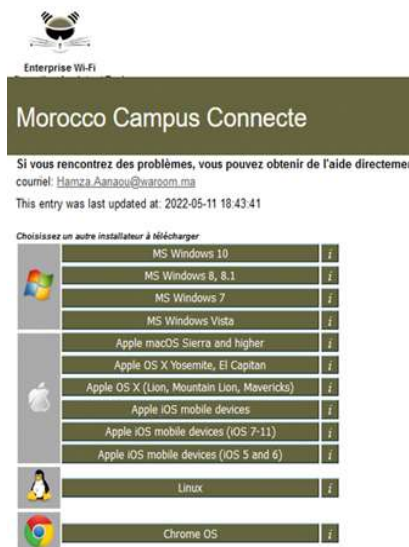 Enterprise Wi-Fi
Morocco Campus Connecte
Si vous rencontrez des problèmes, vous pouvez obtenir de l'aide directeme
courriel: Hamza.Aanaou@waroom.ma
This entry was last updated at: 2022-05-11 18:43:41
Choisissez un autre installateur à télécharger
MS Windows 10 i
MS Windows 8, 8.1 i
MS Windows 7 i
MS Windows Vista i
Apple macOS Sierra and higher i
Apple OS X Yosemite, El Capitan i
Apple OS X (Lion, Mountain Lion, Mavericks) i
Apple iOS mobile devices i
Apple iOS mobile devices (iOS 7-11) i
Apple iOS mobile devices (iOS 5 and 6) i
Linux i
Chrome OS i